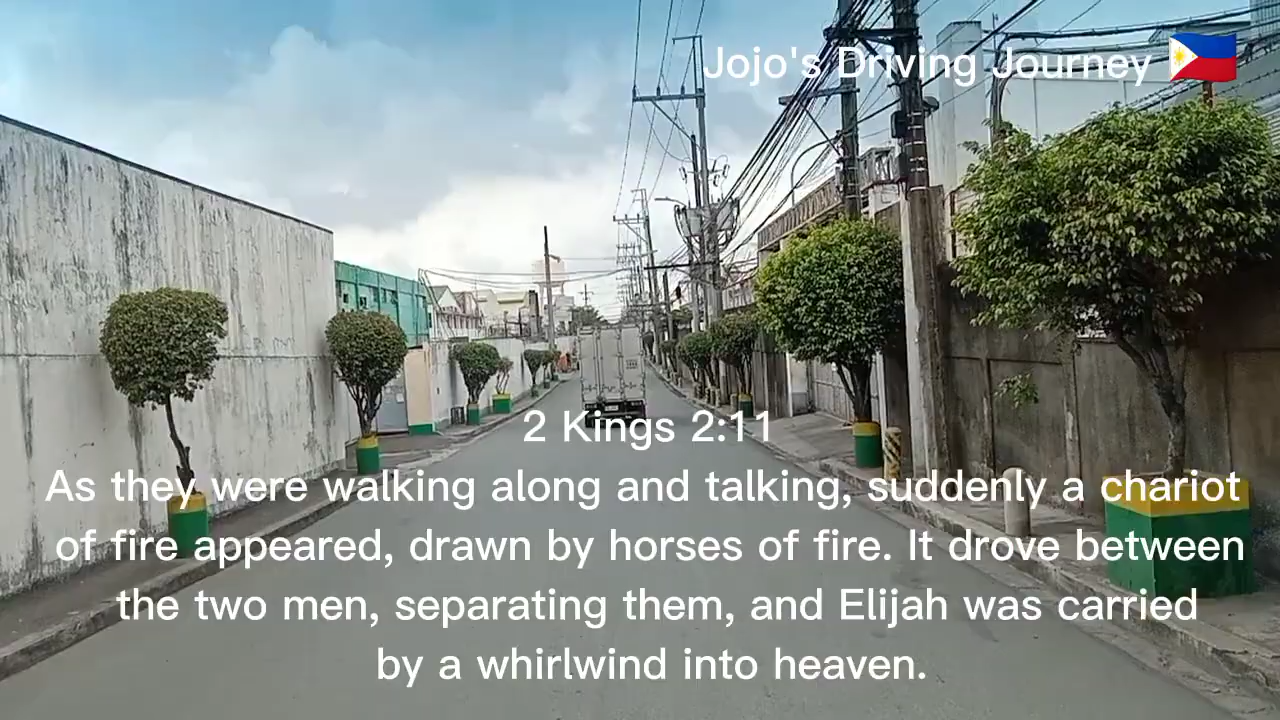 Jojo's Driving Journey 🇵🇭
2 Kings 2:11
As they were walking along and talking, suddenly a chariot
of fire appeared, drawn by horses of fire. It drove between
the two men, separating them, and Elijah was carried
by a whirlwind into heaven.